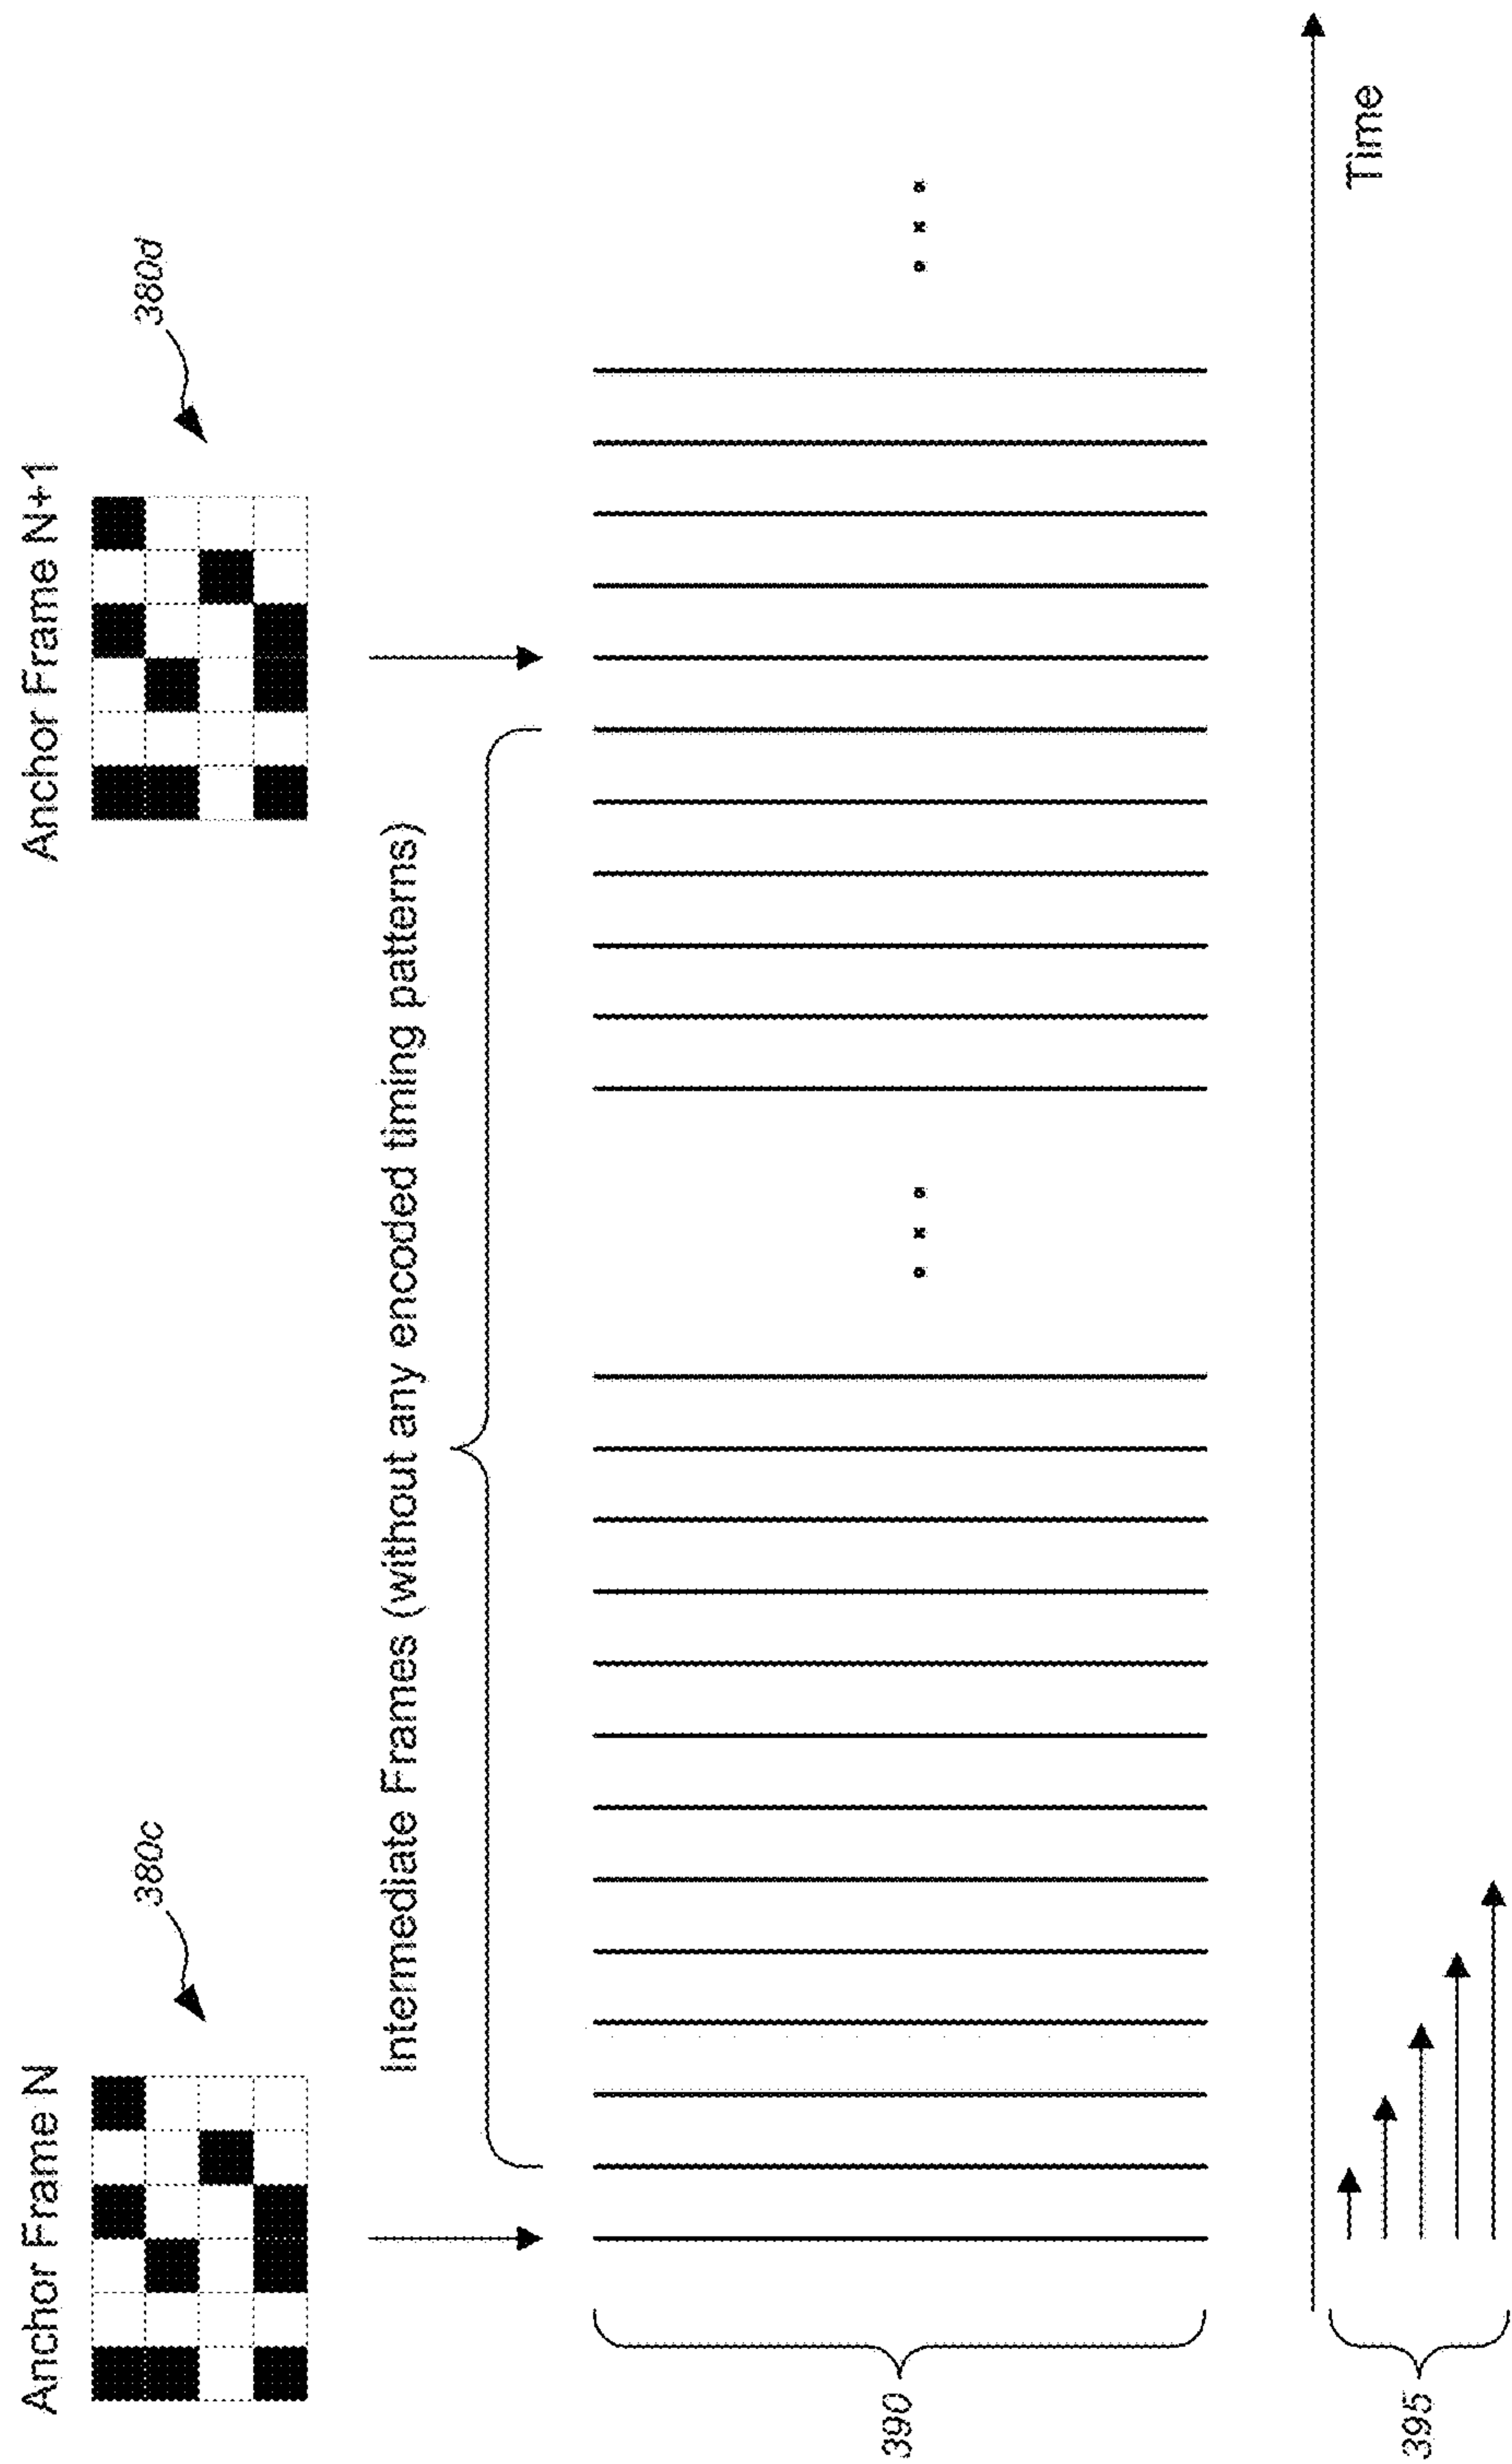 Anchor Frame N
Anchor Frame N+1
380c
380d
Intermediate Frames (without any encoded timing patterns)
390
Time
395